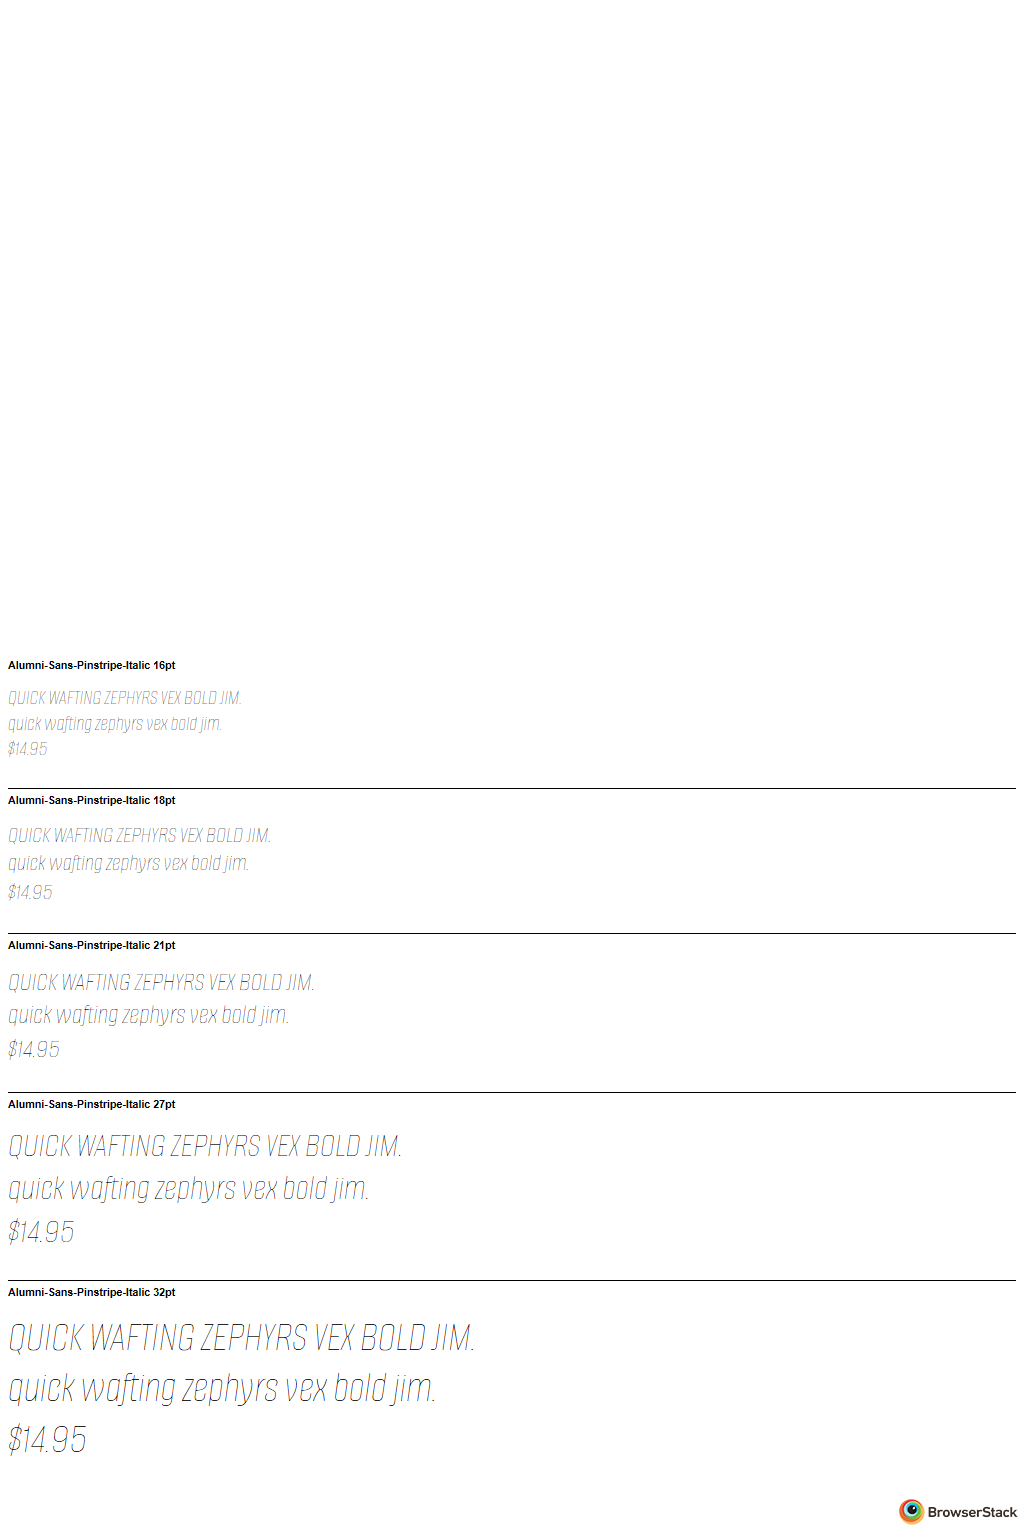 Alumni-Sans-Pinstripe-Italic 16pt
QUICK WAFTING ZEPHYRS VEX BOLD JIM.
quick wafting zephyrs vex bold jim.
$14.95
Alumni-Sans-Pinstripe-Italic 18pt
QUICK WAFTING ZEPHYRS VEX BOLD JIM.
quick wafting zephyrs vex bold jim.
$14.95
Alumni-Sans-Pinstripe-Italic 21pt
QUICK WAFTING ZEPHYRS VEX BOLD JIM.
quick wafting zephyrs vex bold jim.
$14.95
Alumni-Sans-Pinstripe-Italic 27pt
QUICK WAFTING ZEPHYRS VEX BOLD JIM.
quick wafting zephyrs vex bold jim.
$14.95
Alumni-Sans-Pinstripe-Italic 32pt
QUICK WAFTING ZEPHYRS VEX BOLD JIM.
quick wafting zephyrs vex bold jim.
$14.95
BrowserStack